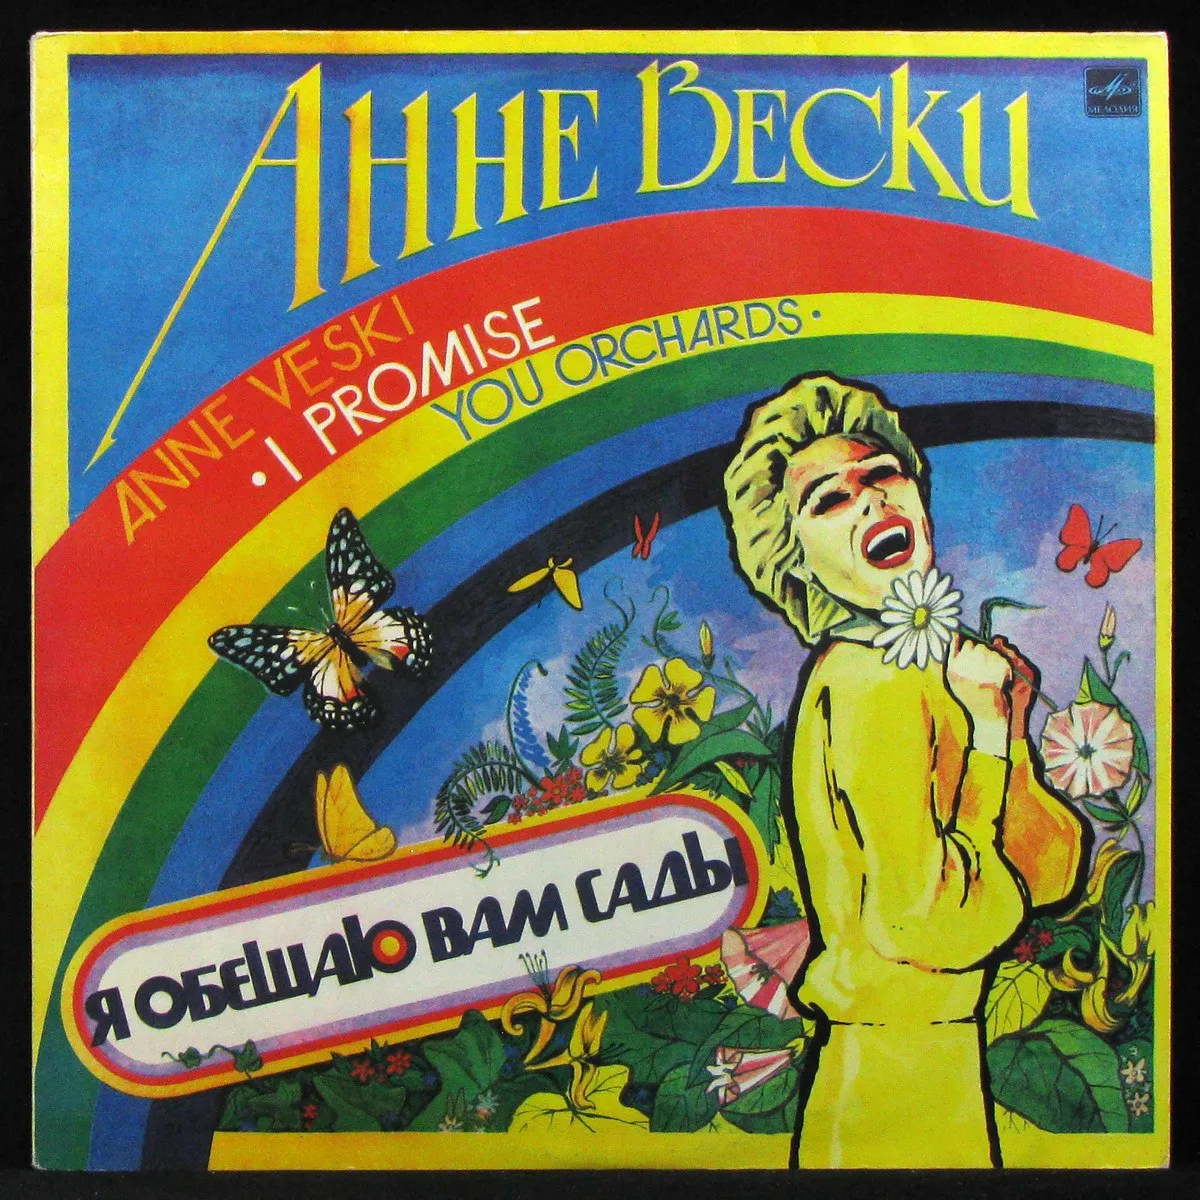 Анне Вески
МЕЛОДИЯ
ANNE VESKI
• I PROMISE
YOU ORCHARDS •
Я ОБЕЩАЮ ВАМ САДЫ